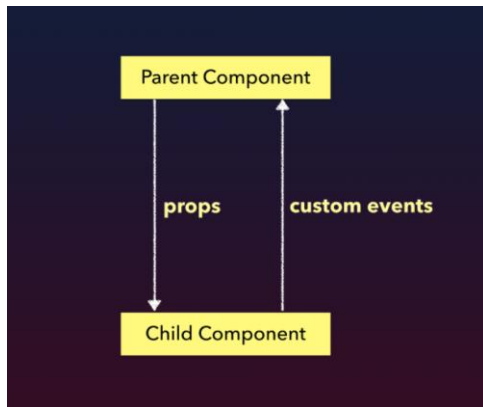 Parent Component
props
custom events
Child Component